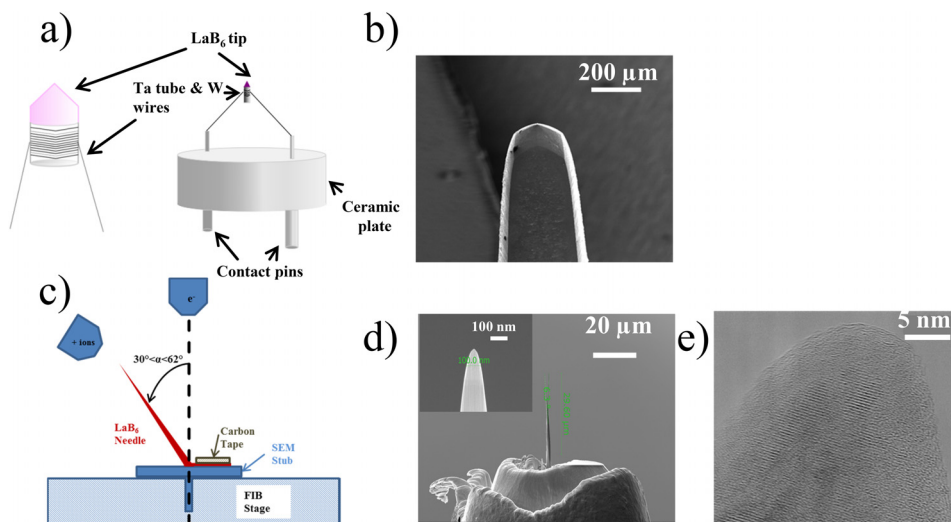 a)
LaB6 tip
Ta tube & W
wires
Ceramic
plate
Contact pins
b)
200 µm
c)
e-
+ ions
30°<α<62°
LaB6
Needle
Carbon
Tape
SEM
Stub
FIB
Stage
d)
100 nm
20 µm
e)
5 nm